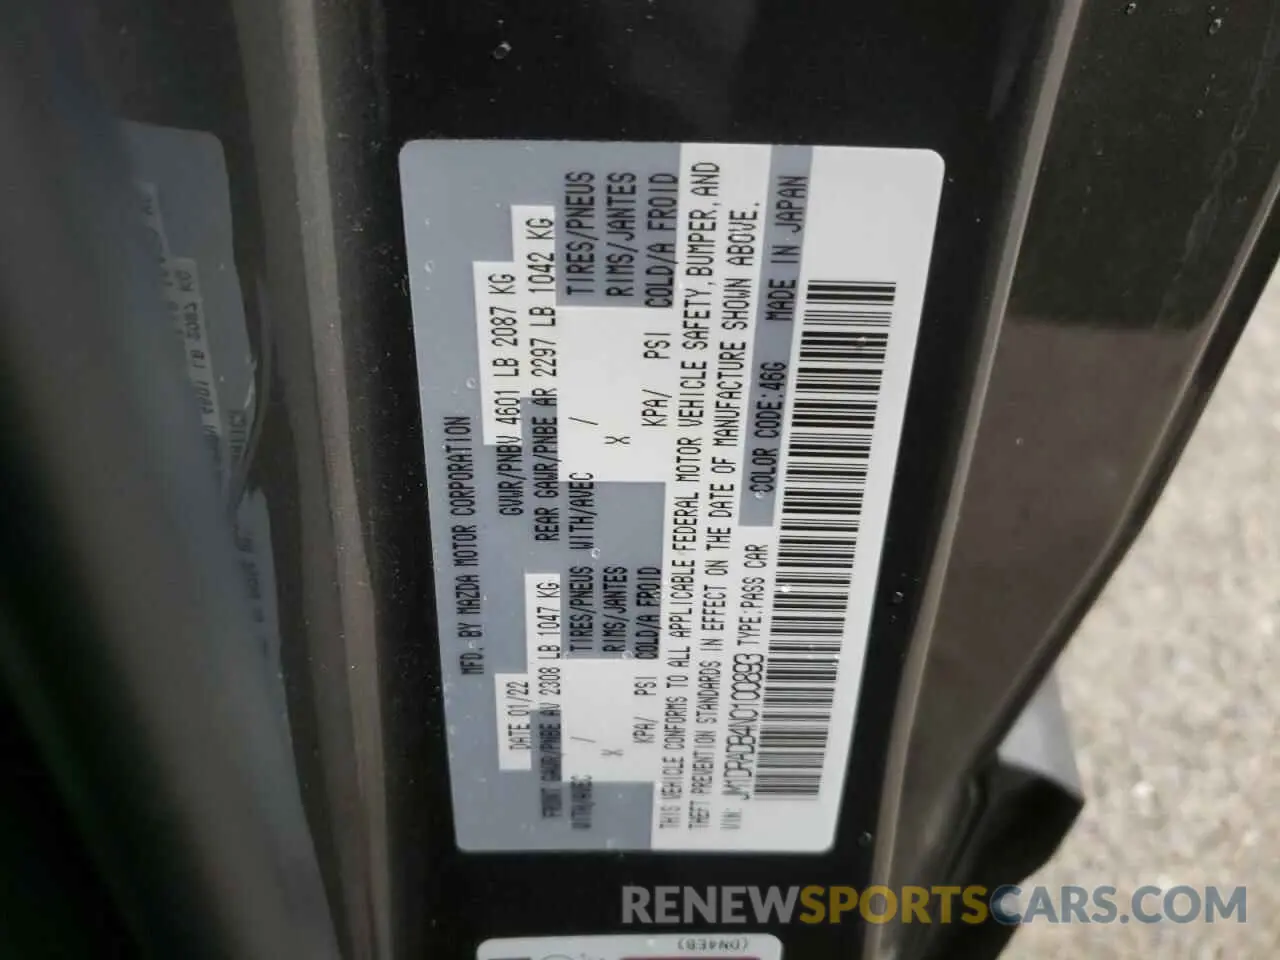 MFD. BY MAZDA MOTOR CORPORATION
DATE 01/22 GVWR/PNBV 4601 LB 2087 KG
FRONT GAWR/PNBE AV 2308 LB 1047 KG REAR GAWR/PNBE AR 2297 LB 1042 KG
WITH/AVEC / TIRES/PNEUS WITH/AVEC / TIRES/PNEUS
X RIMS/JANTES X RIMS/JANTES
KPA/ PSI COLD/A FROID KPA/ PSI COLD/A FROID
THIS VEHICLE CONFORMS TO ALL APPLICABLE FEDERAL MOTOR VEHICLE SAFETY, BUMPER, AND
THEFT PREVENTION STANDARDS IN EFFECT ON THE DATE OF MANUFACTURE SHOWN ABOVE.
VIN: JM1DRADB4N0100893 TYPE: PASS CAR COLOR CODE: 46G MADE IN JAPAN
(DN4EB)
RENEWSPORTSCARS.COM